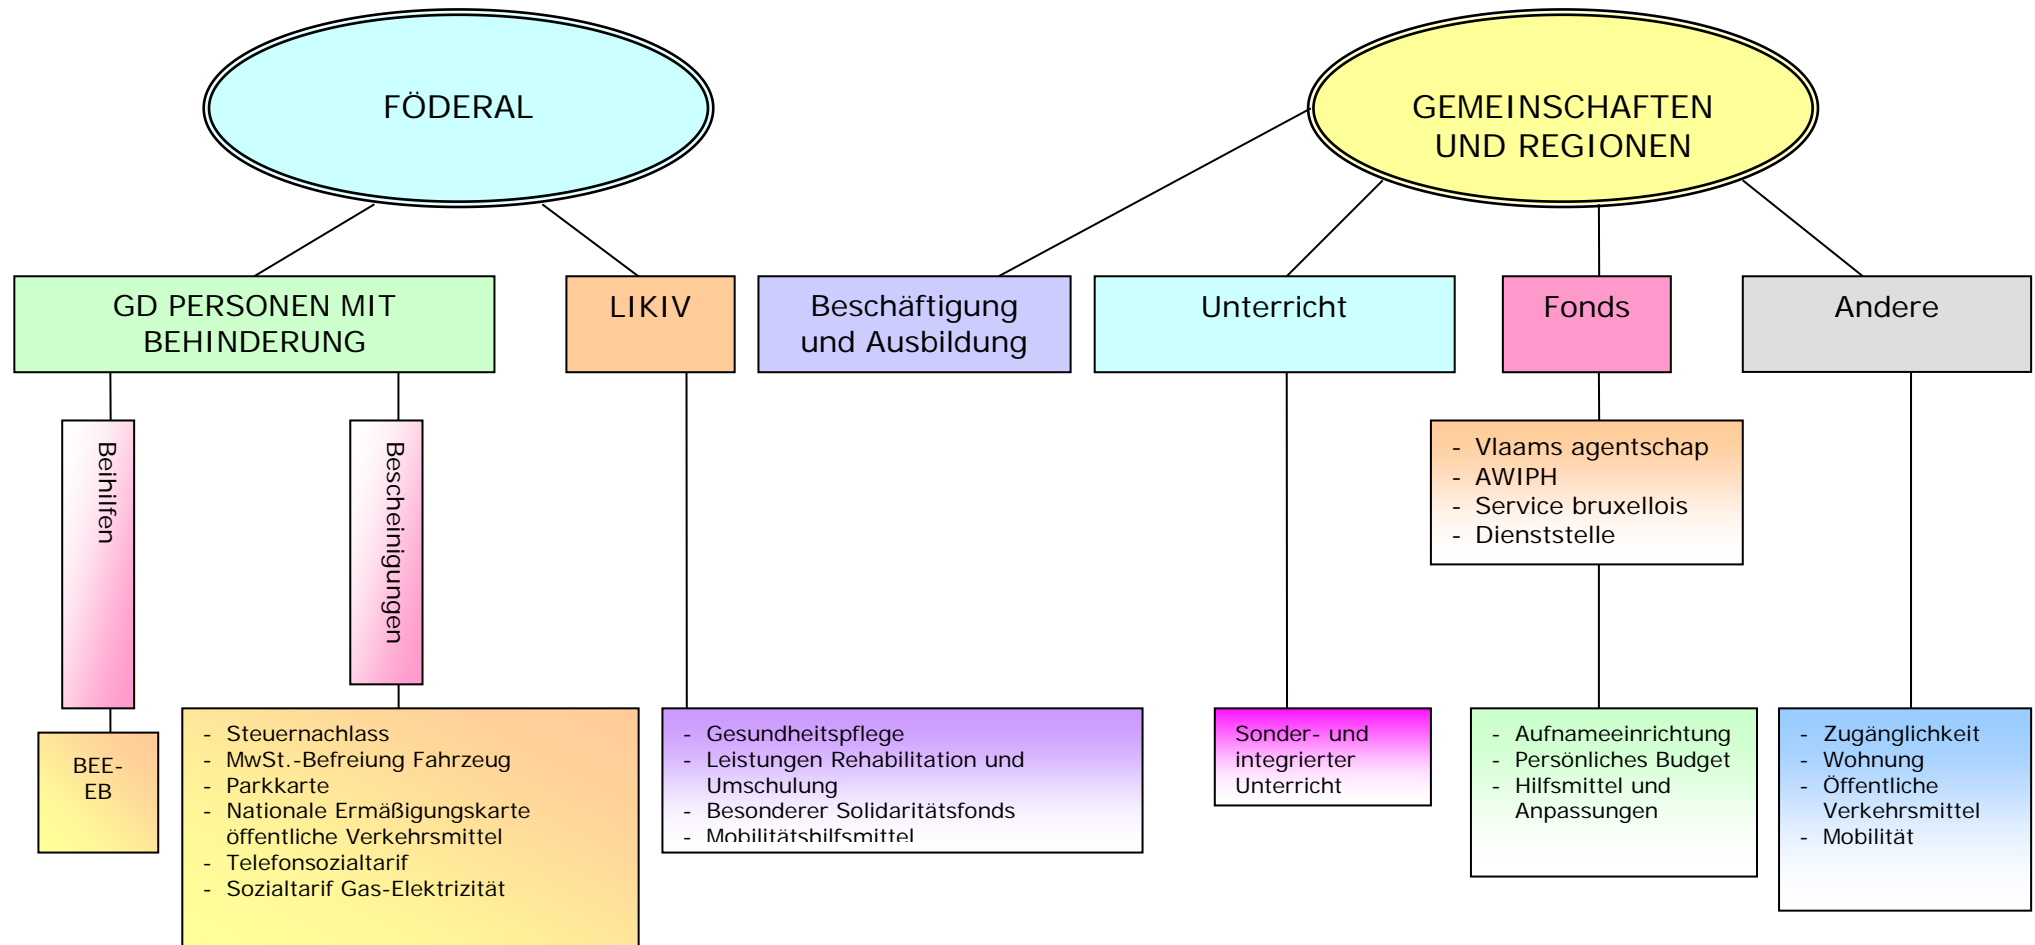 FÖDERAL
GEMEINSCHAFTEN
UND REGIONEN
GD PERSONEN MIT
BEHINDERUNG
LIKIV
Beschäftigung
und Ausbildung
Unterricht
Fonds
Andere
Beihilfen
Bescheinigungen
- Vlaams agentschap
- AWIPH
- Service bruxellois
- Dienststelle
BEE-
EB
- Steuernachlass
- MwSt.-Befreiung Fahrzeug
- Parkkarte
- Nationale Ermäßigungskarte
öffentliche Verkehrsmittel
- Telefonsozialtarif
- Sozialtarif Gas-Elektrizität
- Gesundheitspflege
- Leistungen Rehabilitation und
Umschulung
- Besonderer Solidaritätsfonds
- Mobilitätshilfsmittel
Sonder- und
integrierter
Unterricht
- Aufnameeinrichtung
- Persönliches Budget
- Hilfsmittel und
Anpassungen
- Zugänglichkeit
- Wohnung
- Öffentliche
Verkehrsmittel
- Mobilität